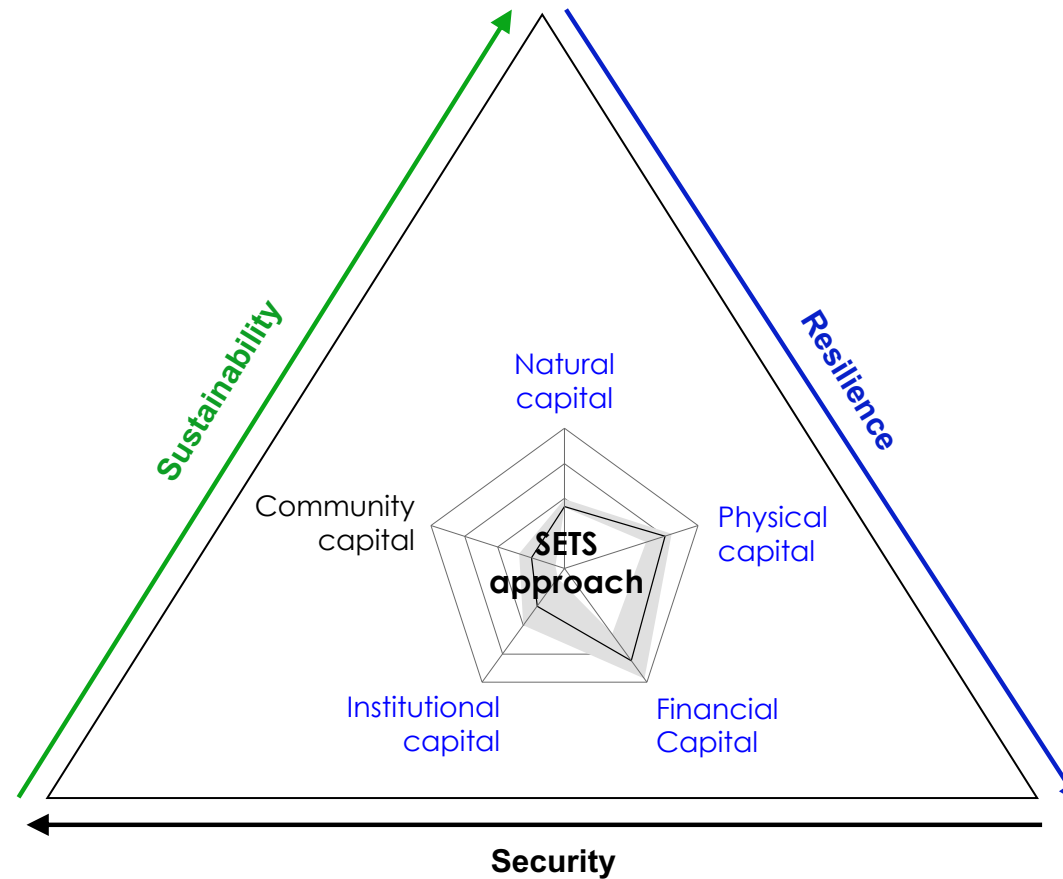 Sustainability
Resilience
Natural
capital
Community
capital
Physical
capital
SETS
approach
Institutional
capital
Financial
Capital
Security